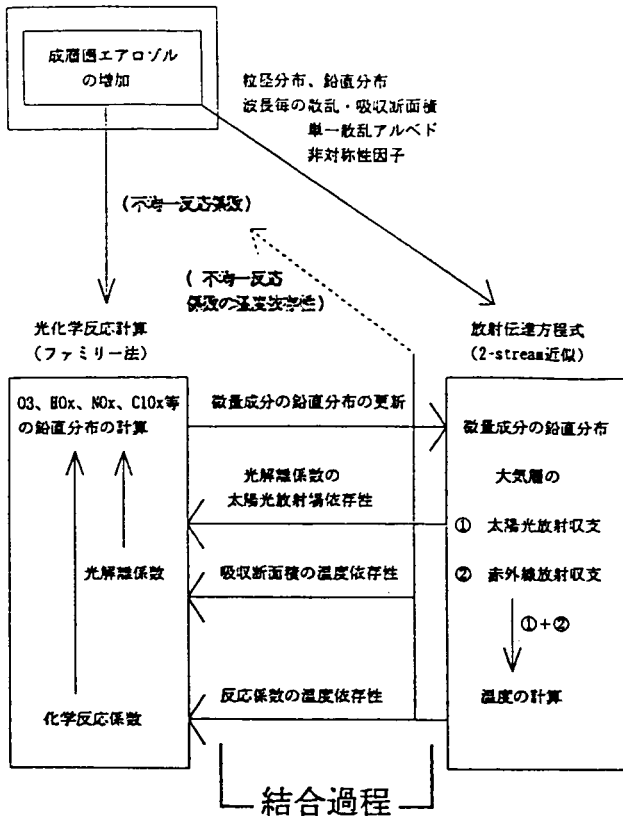 成層圏エアロゾル
の増加
粒径分布、鉛直分布
波長毎の散乱・吸収断面積
単一散乱アルベド
非対称性因子
(不均一反応係数)
(不均一反応
係数の温度依存性)
光化学反応計算
(ファミリー法)
放射伝達方程式
(2-stream近似)
O3、HOx、NOx、ClOx等
の鉛直分布の計算
微量成分の鉛直分布の更新
微量成分の鉛直分布
光解離係数の
太陽光放射場依存性
大気層の
① 太陽光放射収支
光解離係数
吸収断面積の温度依存性
② 赤外線放射収支
①+②
化学反応係数
反応係数の温度依存性
温度の計算
結合過程